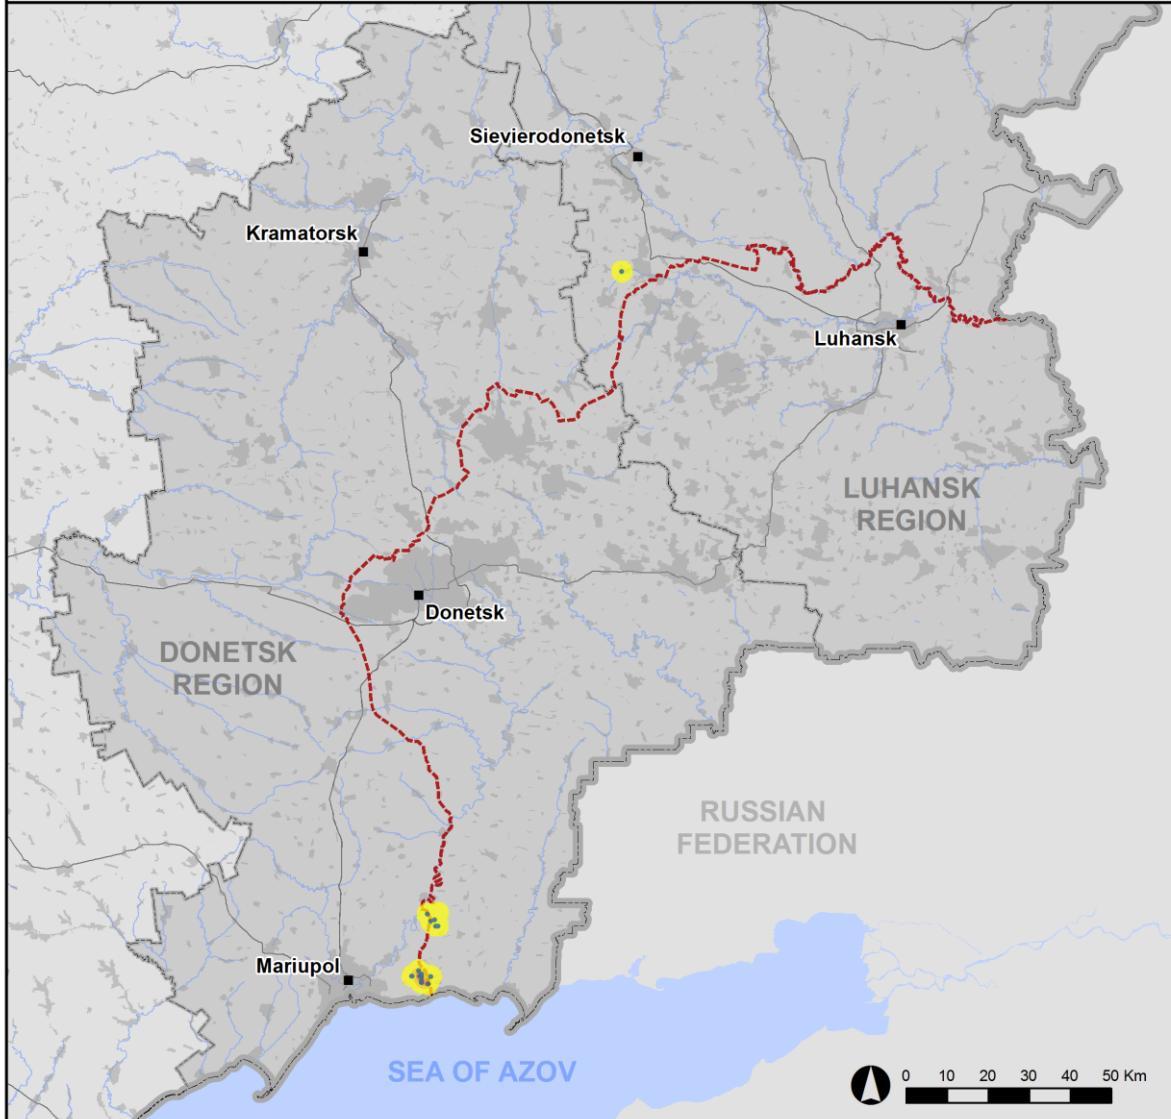 Sievierodonetsk
Kramatorsk
Luhansk
LUHANSK
REGION
Donetsk
DONETSK
REGION
RUSSIAN
FEDERATION
Mariupol
SEA OF AZOV
0 10 20 30 40 50 Km